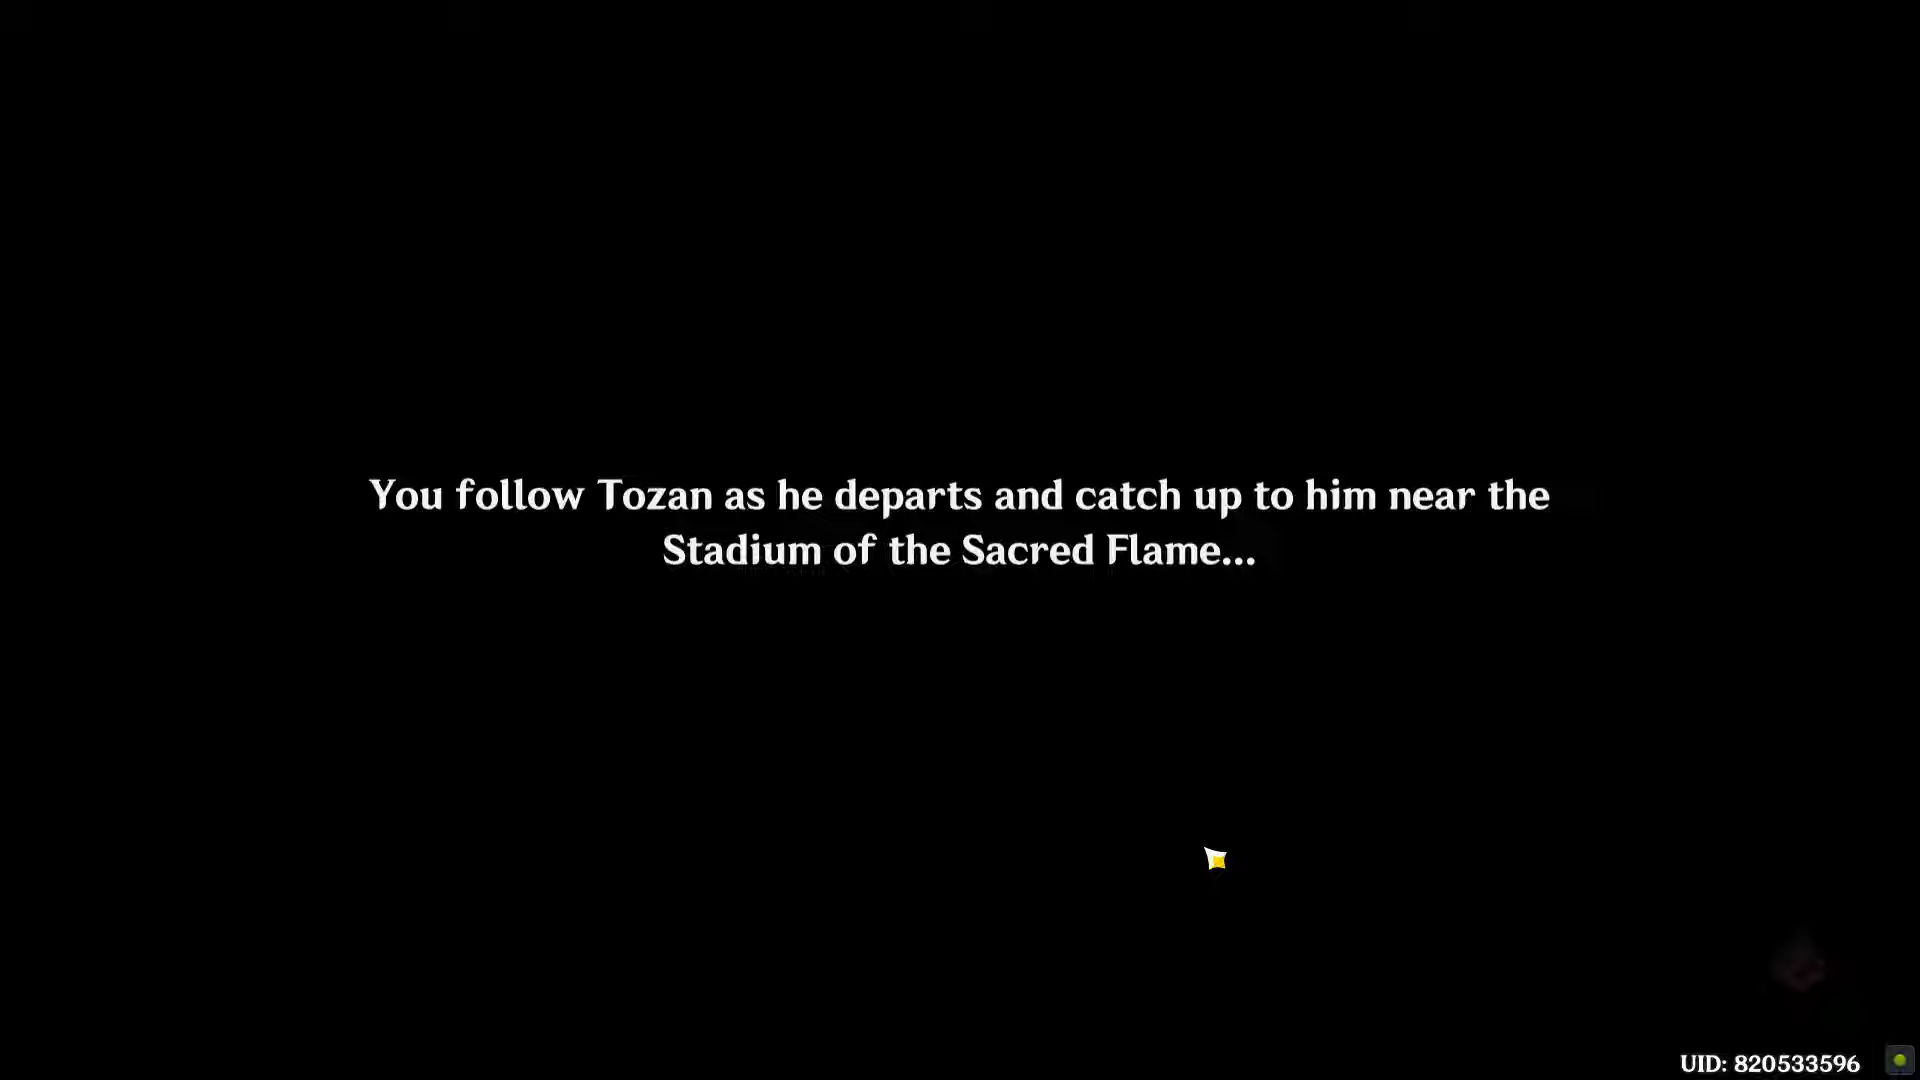 You follow Tozan as he departs and catch up to him near the
Stadium of the Sacred Flame...
UID: 820533596